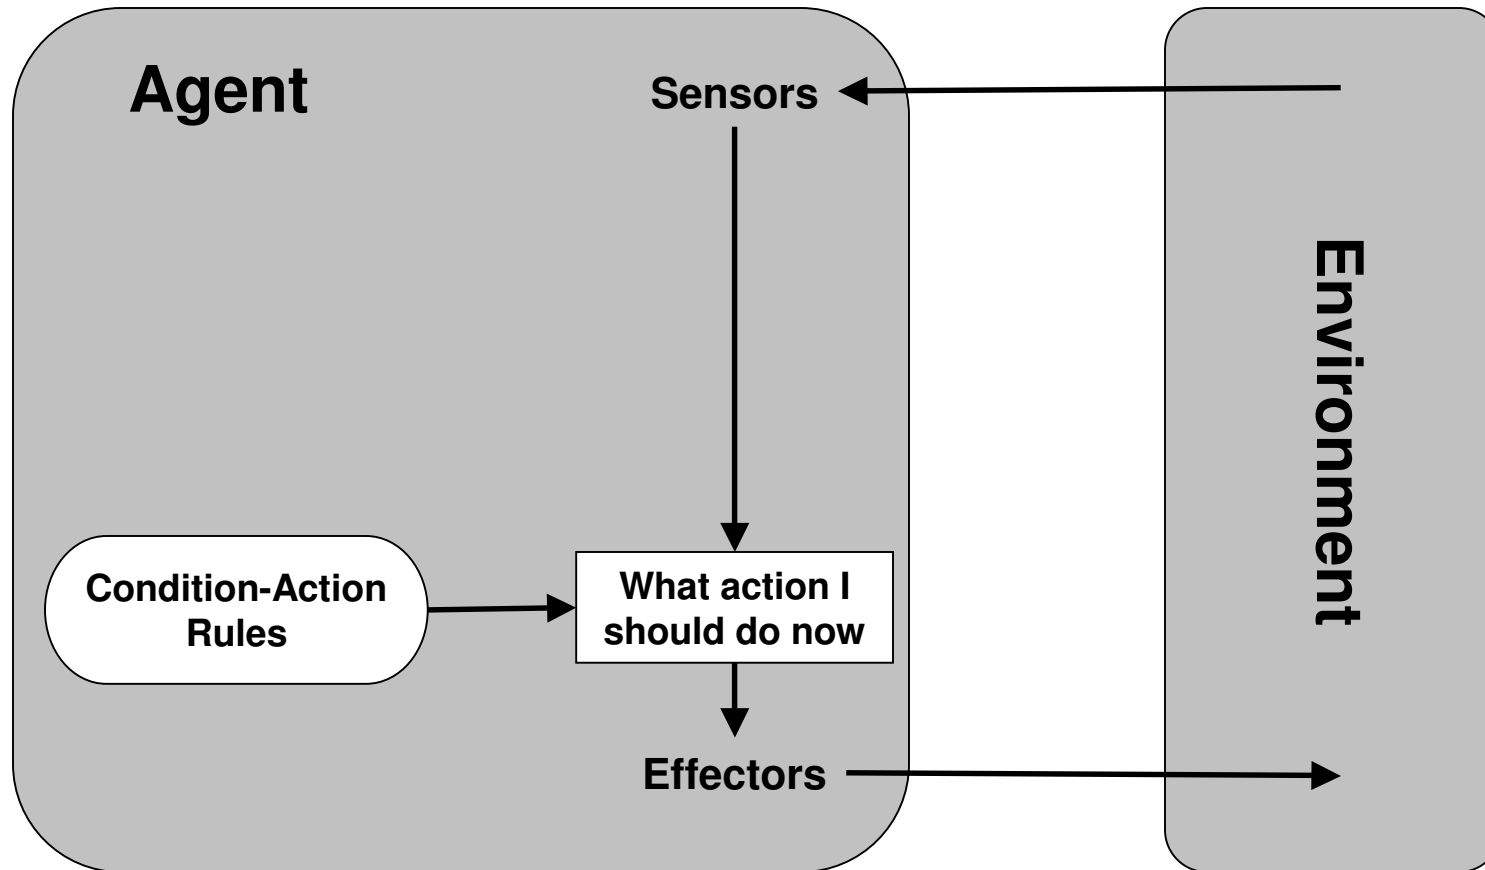 Agent
Sensors
Environment
Condition-Action
Rules
What action I
should do now
Effectors